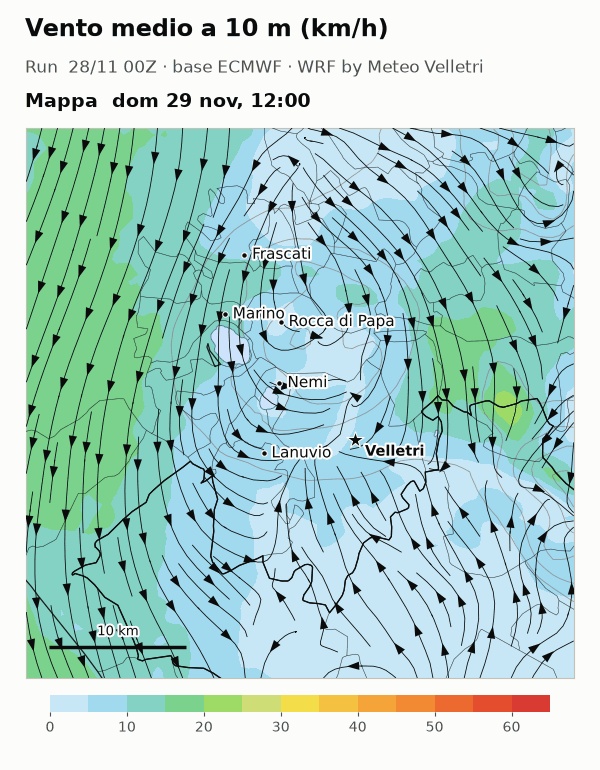 Vento medio a 10 m (km/h)
Run  28/11 00Z · base ECMWF · WRF by Meteo Velletri
Mappa  dom 29 nov, 12:00
Frascati
Marino
Rocca di Papa
Nemi
Lanuvio
Velletri
10 km
0 10 20 30 40 50 60